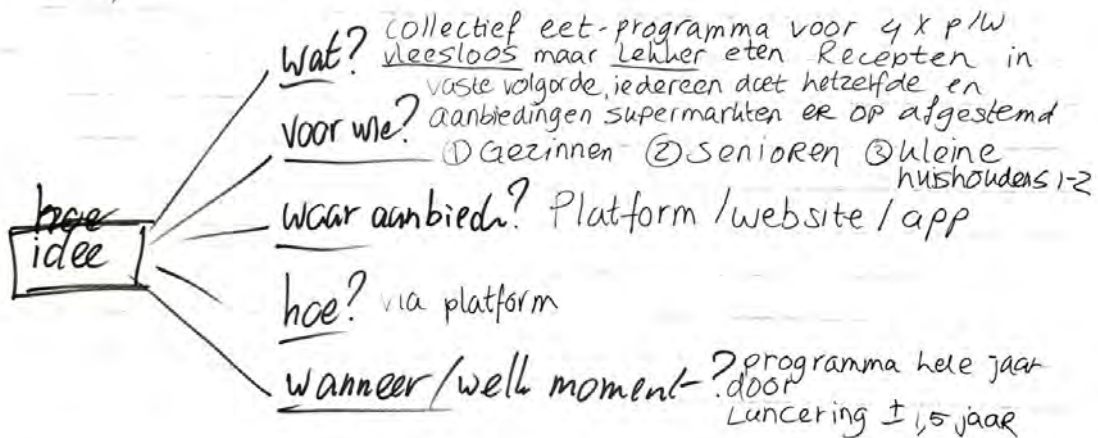 wat? collectief eet-programma voor 4 x p/w
vleesloos maar lekker eten Recepten in
vaste volgorde, iedereen doet hetzelfde en
voor wie? aanbiedingen supermarkten er op afgestemd
① Gezinnen ② Senioren ③ kleine
huishoudens 1-2
waar aanbied? Platform / website / app
hoe
idee
hoe? via platform
wanneer / welk moment? programma hele jaar
door
Lancering ± 1,5 jaar